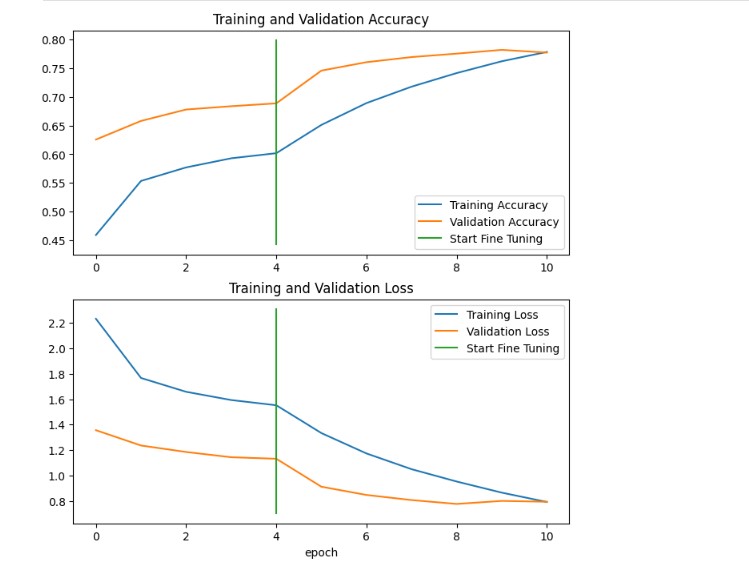 Training and Validation Accuracy
0.80
0.75
0.70
0.65
0.60
0.55
0.50
0.45
Training Accuracy
Validation Accuracy
Start Fine Tuning
0 2 4 6 8 10
Training and Validation Loss
2.2
2.0
1.8
1.6
1.4
1.2
1.0
0.8
Training Loss
Validation Loss
Start Fine Tuning
0 2 4 6 8 10
epoch